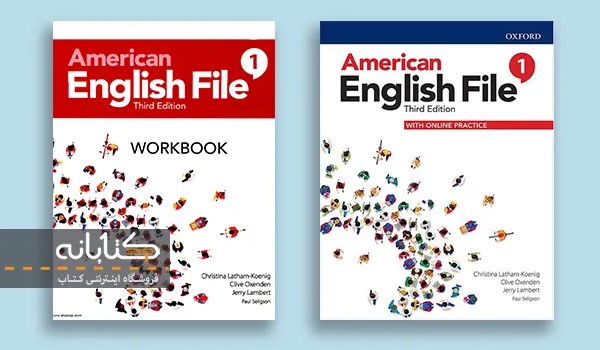 American
English File 1
Third Edition
WORKBOOK
Christina Latham-Koenig
Clive Oxenden
Jerry Lambert
Paul Seligson
کتابانه
فروشگاه اینترنتی کتاب
OXFORD
American
English File 1
Third Edition
WITH ONLINE PRACTICE
Christina Latham-Koenig
Clive Oxenden
Jerry Lambert
Paul Seligson